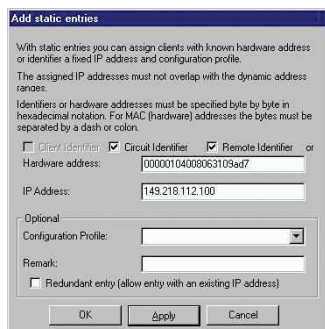 Add static entries
With static entries you can assign clients with known hardware address
or identifier a fixed IP address and configuration profile.
The assigned IP addresses must not overlap with the dynamic address
ranges.
Identifiers or hardware addresses must be specified byte by byte in
hexadecimal notation. For MAC (hardware) addresses the bytes must be
separated by a dash or colon.
Client Identifier Circuit Identifier Remote Identifier or
Hardware address: 00000104008063109ad7
IP Address: 149.218.112.100
Optional
Configuration Profile:
Remark:
Redundant entry (allow entry with an existing IP address)
OK Apply Cancel